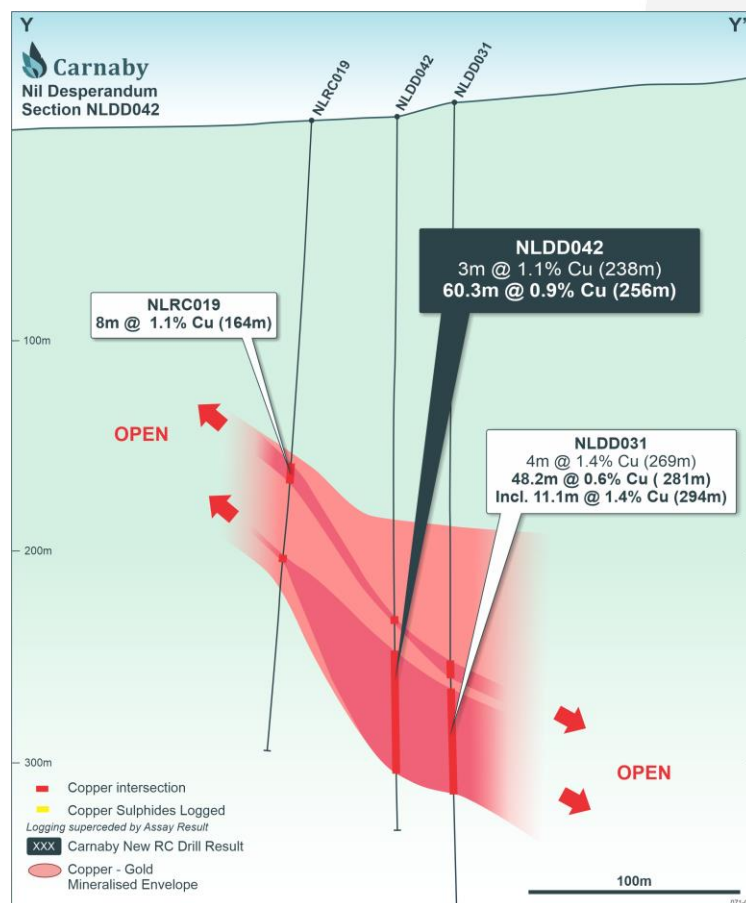 Y
Y'
Carnaby
Nil Desperandum
Section NLDD042
NLRC019
NLDD042
NLDD031
NLDD042
3m @ 1.1% Cu (238m)
60.3m @ 0.9% Cu (256m)
NLRC019
8m @ 1.1% Cu (164m)
100m
OPEN
NLDD031
4m @ 1.4% Cu (269m)
48.2m @ 0.6% Cu ( 281m)
Incl. 11.1m @ 1.4% Cu (294m)
200m
300m
OPEN
Copper intersection
Copper Sulphides Logged
Logging superceded by Assay Result
XXX Carnaby New RC Drill Result
Copper - Gold
Mineralised Envelope
100m